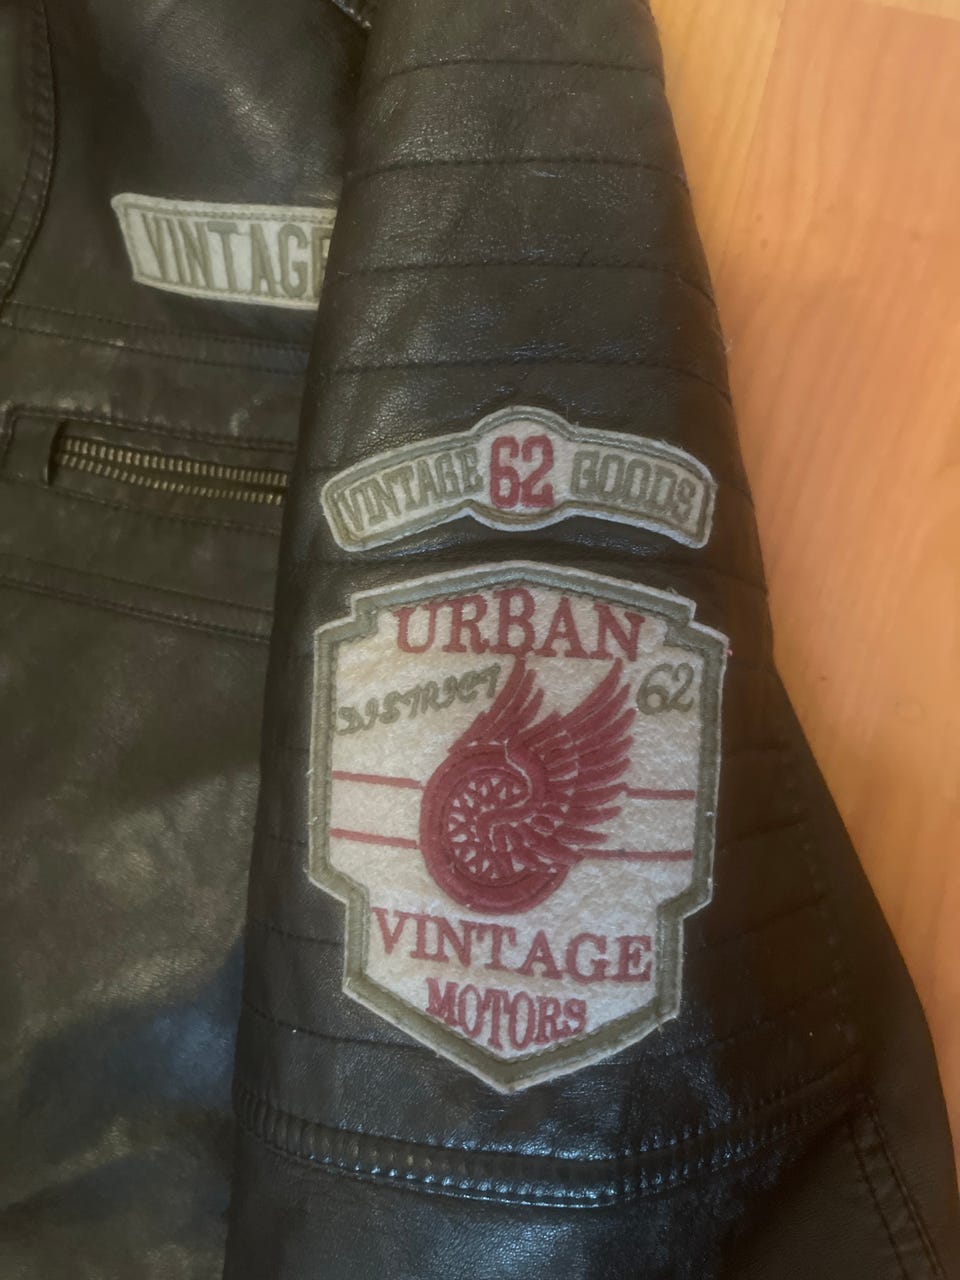 VINTAGE
VINTAGE 62 GOODS
URBAN
DISTRICT 62
VINTAGE
MOTORS